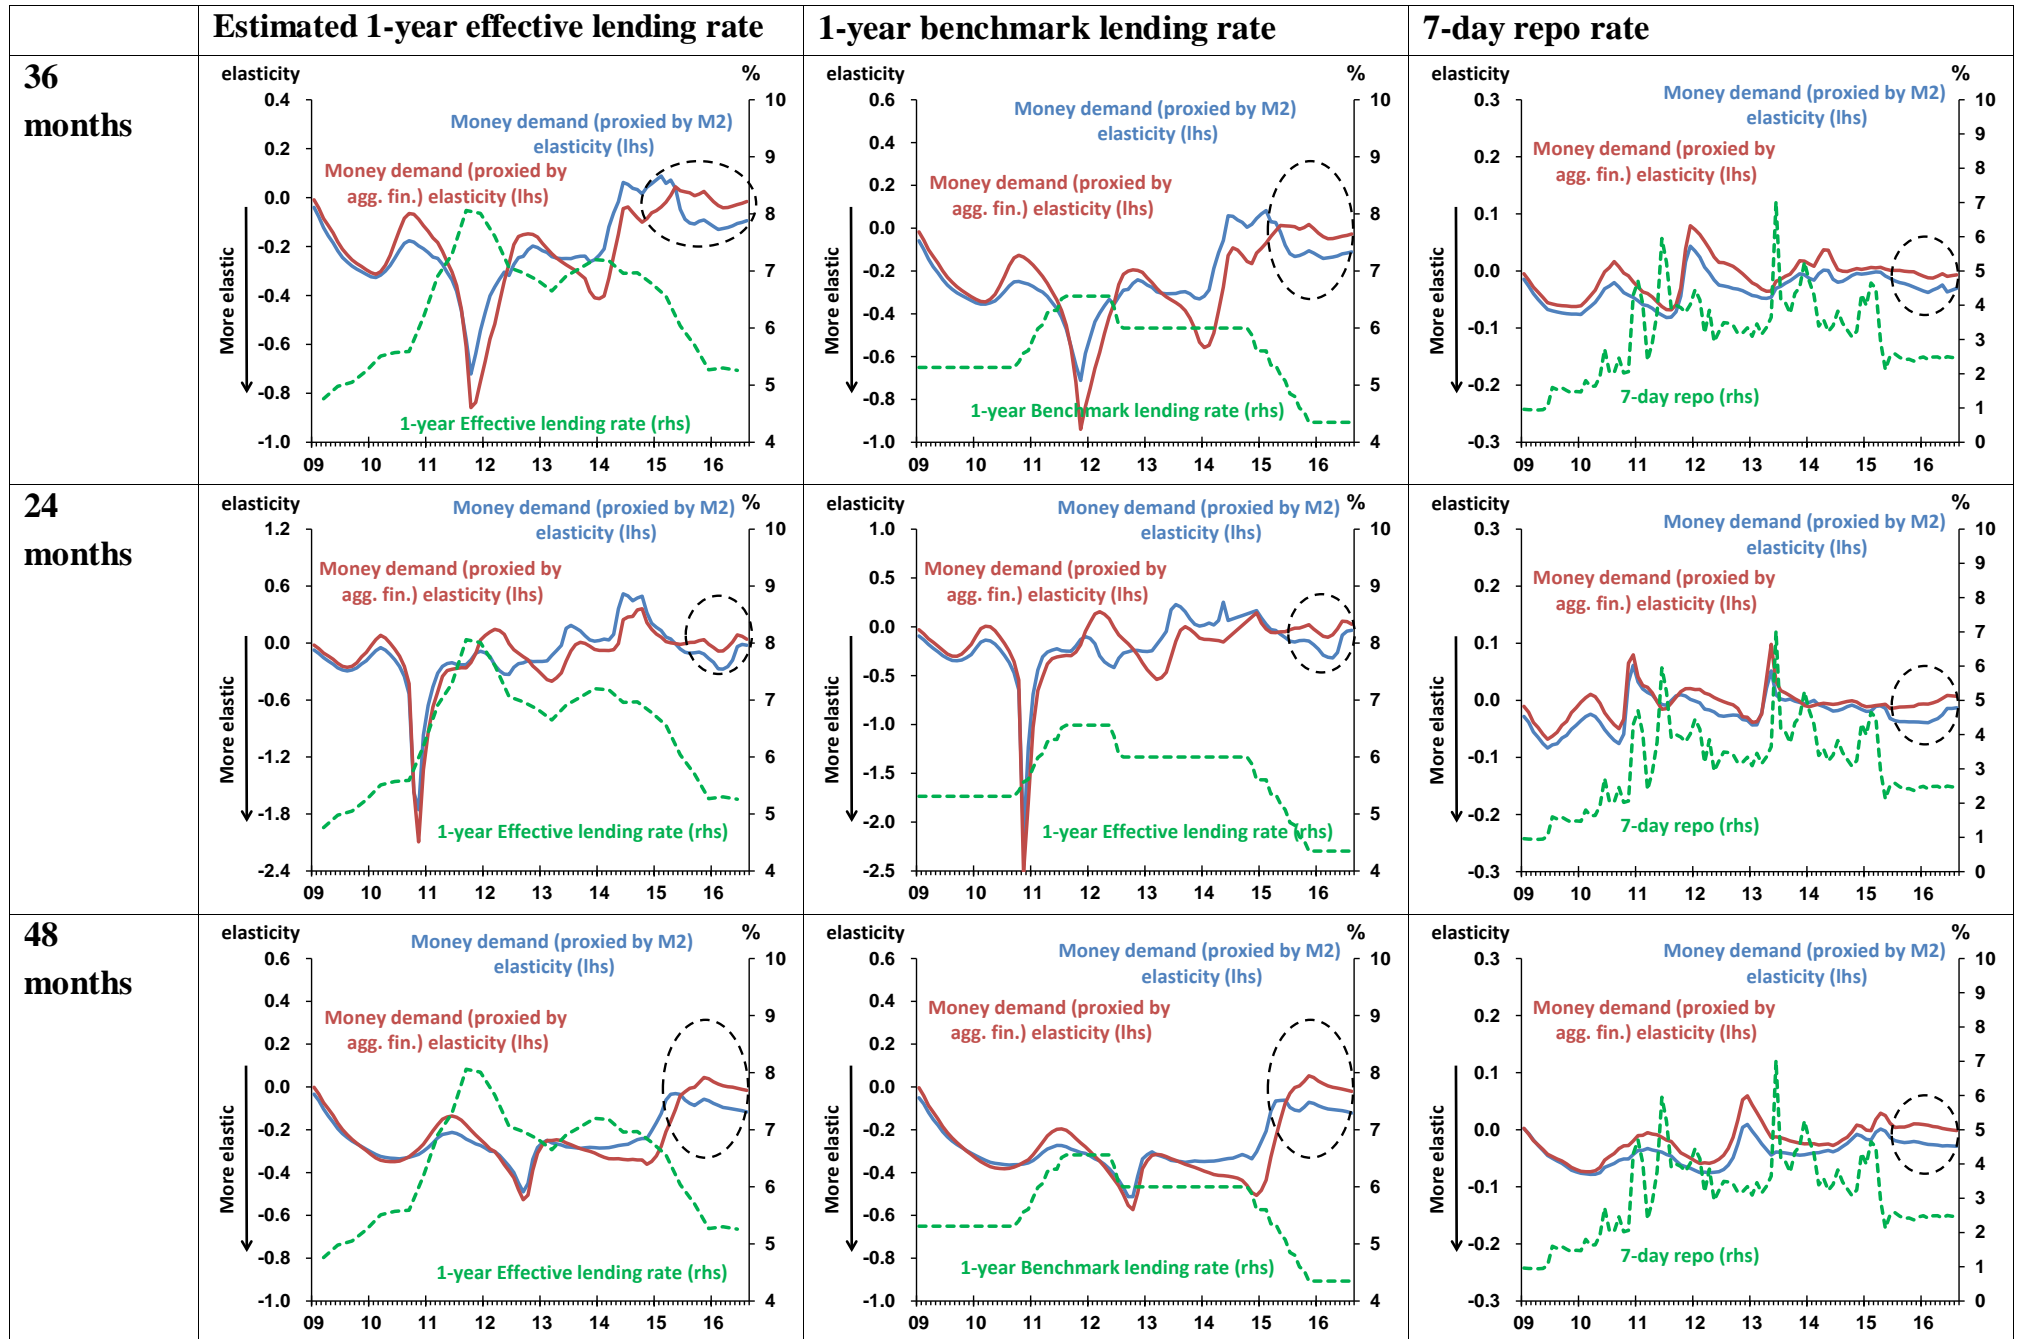 Estimated 1-year effective lending rate
1-year benchmark lending rate
7-day repo rate
36
months
elasticity
%
Money demand (proxied by M2)
elasticity (lhs)
Money demand (proxied by
agg. fin.) elasticity (lhs)
More elastic
1-year Effective lending rate (rhs)
0.4
0.2
0.0
-0.2
-0.4
-0.6
-0.8
-1.0
10
9
8
7
6
5
4
09 10 11 12 13 14 15 16
elasticity
%
Money demand (proxied by M2)
elasticity (lhs)
Money demand (proxied by
agg. fin.) elasticity (lhs)
More elastic
1-year Benchmark lending rate (rhs)
0.6
0.4
0.2
0.0
-0.2
-0.4
-0.6
-0.8
-1.0
10
9
8
7
6
5
4
09 10 11 12 13 14 15 16
elasticity
%
Money demand (proxied by M2)
elasticity (lhs)
Money demand (proxied by
agg. fin.) elasticity (lhs)
More elastic
7-day repo (rhs)
0.3
0.2
0.1
0.0
-0.1
-0.2
-0.3
10
9
8
7
6
5
4
3
2
1
0
09 10 11 12 13 14 15 16
24
months
elasticity
%
Money demand (proxied by M2)
elasticity (lhs)
Money demand (proxied by
agg. fin.) elasticity (lhs)
More elastic
1-year Effective lending rate (rhs)
1.2
0.6
0.0
-0.6
-1.2
-1.8
-2.4
10
9
8
7
6
5
4
09 10 11 12 13 14 15 16
elasticity
%
Money demand (proxied by M2)
elasticity (lhs)
Money demand (proxied by
agg. fin.) elasticity (lhs)
More elastic
1-year Effective lending rate (rhs)
1.0
0.5
0.0
-0.5
-1.0
-1.5
-2.0
-2.5
10
9
8
7
6
5
4
09 10 11 12 13 14 15 16
elasticity
%
Money demand (proxied by M2)
elasticity (lhs)
Money demand (proxied by
agg. fin.) elasticity (lhs)
More elastic
7-day repo (rhs)
0.3
0.2
0.1
0.0
-0.1
-0.2
-0.3
10
9
8
7
6
5
4
3
2
1
0
09 10 11 12 13 14 15 16
48
months
elasticity
%
Money demand (proxied by M2)
elasticity (lhs)
Money demand (proxied by
agg. fin.) elasticity (lhs)
More elastic
1-year Effective lending rate (rhs)
0.6
0.4
0.2
0.0
-0.2
-0.4
-0.6
-0.8
-1.0
10
9
8
7
6
5
4
09 10 11 12 13 14 15 16
elasticity
%
Money demand (proxied by M2)
elasticity (lhs)
Money demand (proxied by
agg. fin.) elasticity (lhs)
More elastic
1-year Benchmark lending rate (rhs)
0.6
0.4
0.2
0.0
-0.2
-0.4
-0.6
-0.8
-1.0
10
9
8
7
6
5
4
09 10 11 12 13 14 15 16
elasticity
%
Money demand (proxied by M2)
elasticity (lhs)
Money demand (proxied by
agg. fin.) elasticity (lhs)
More elastic
7-day repo (rhs)
0.3
0.2
0.1
0.0
-0.1
-0.2
-0.3
10
9
8
7
6
5
4
3
2
1
0
09 10 11 12 13 14 15 16